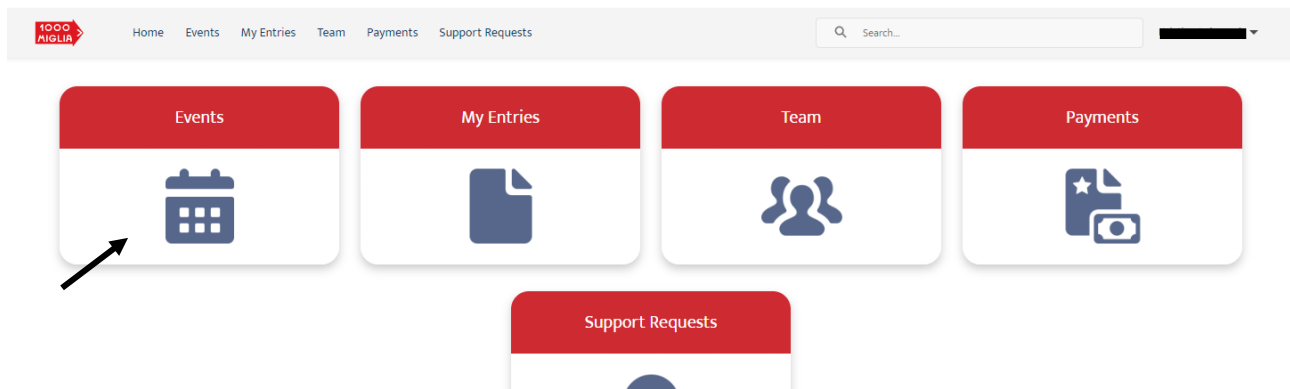 1000
MIGLIA
Home Events My Entries Team Payments Support Requests
Search...
Events
My Entries
Team
Payments
Support Requests